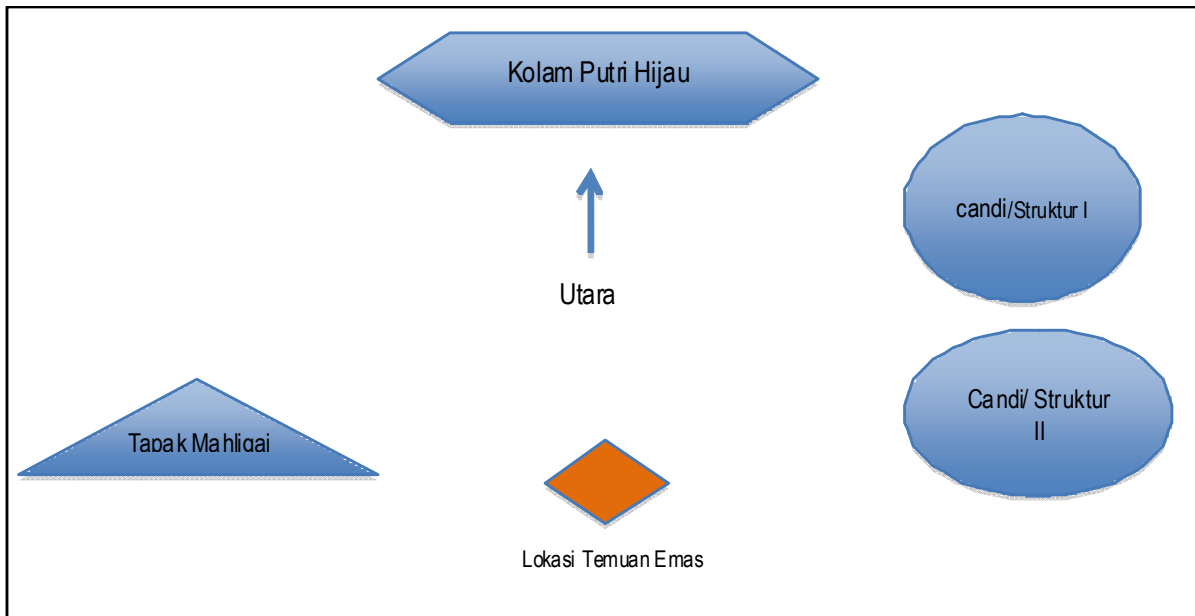 Kolam Putri Hijau
candi/Struktur I
Utara
Candi/ Struktur
II
Tapak Mahligai
Lokasi Temuan Emas